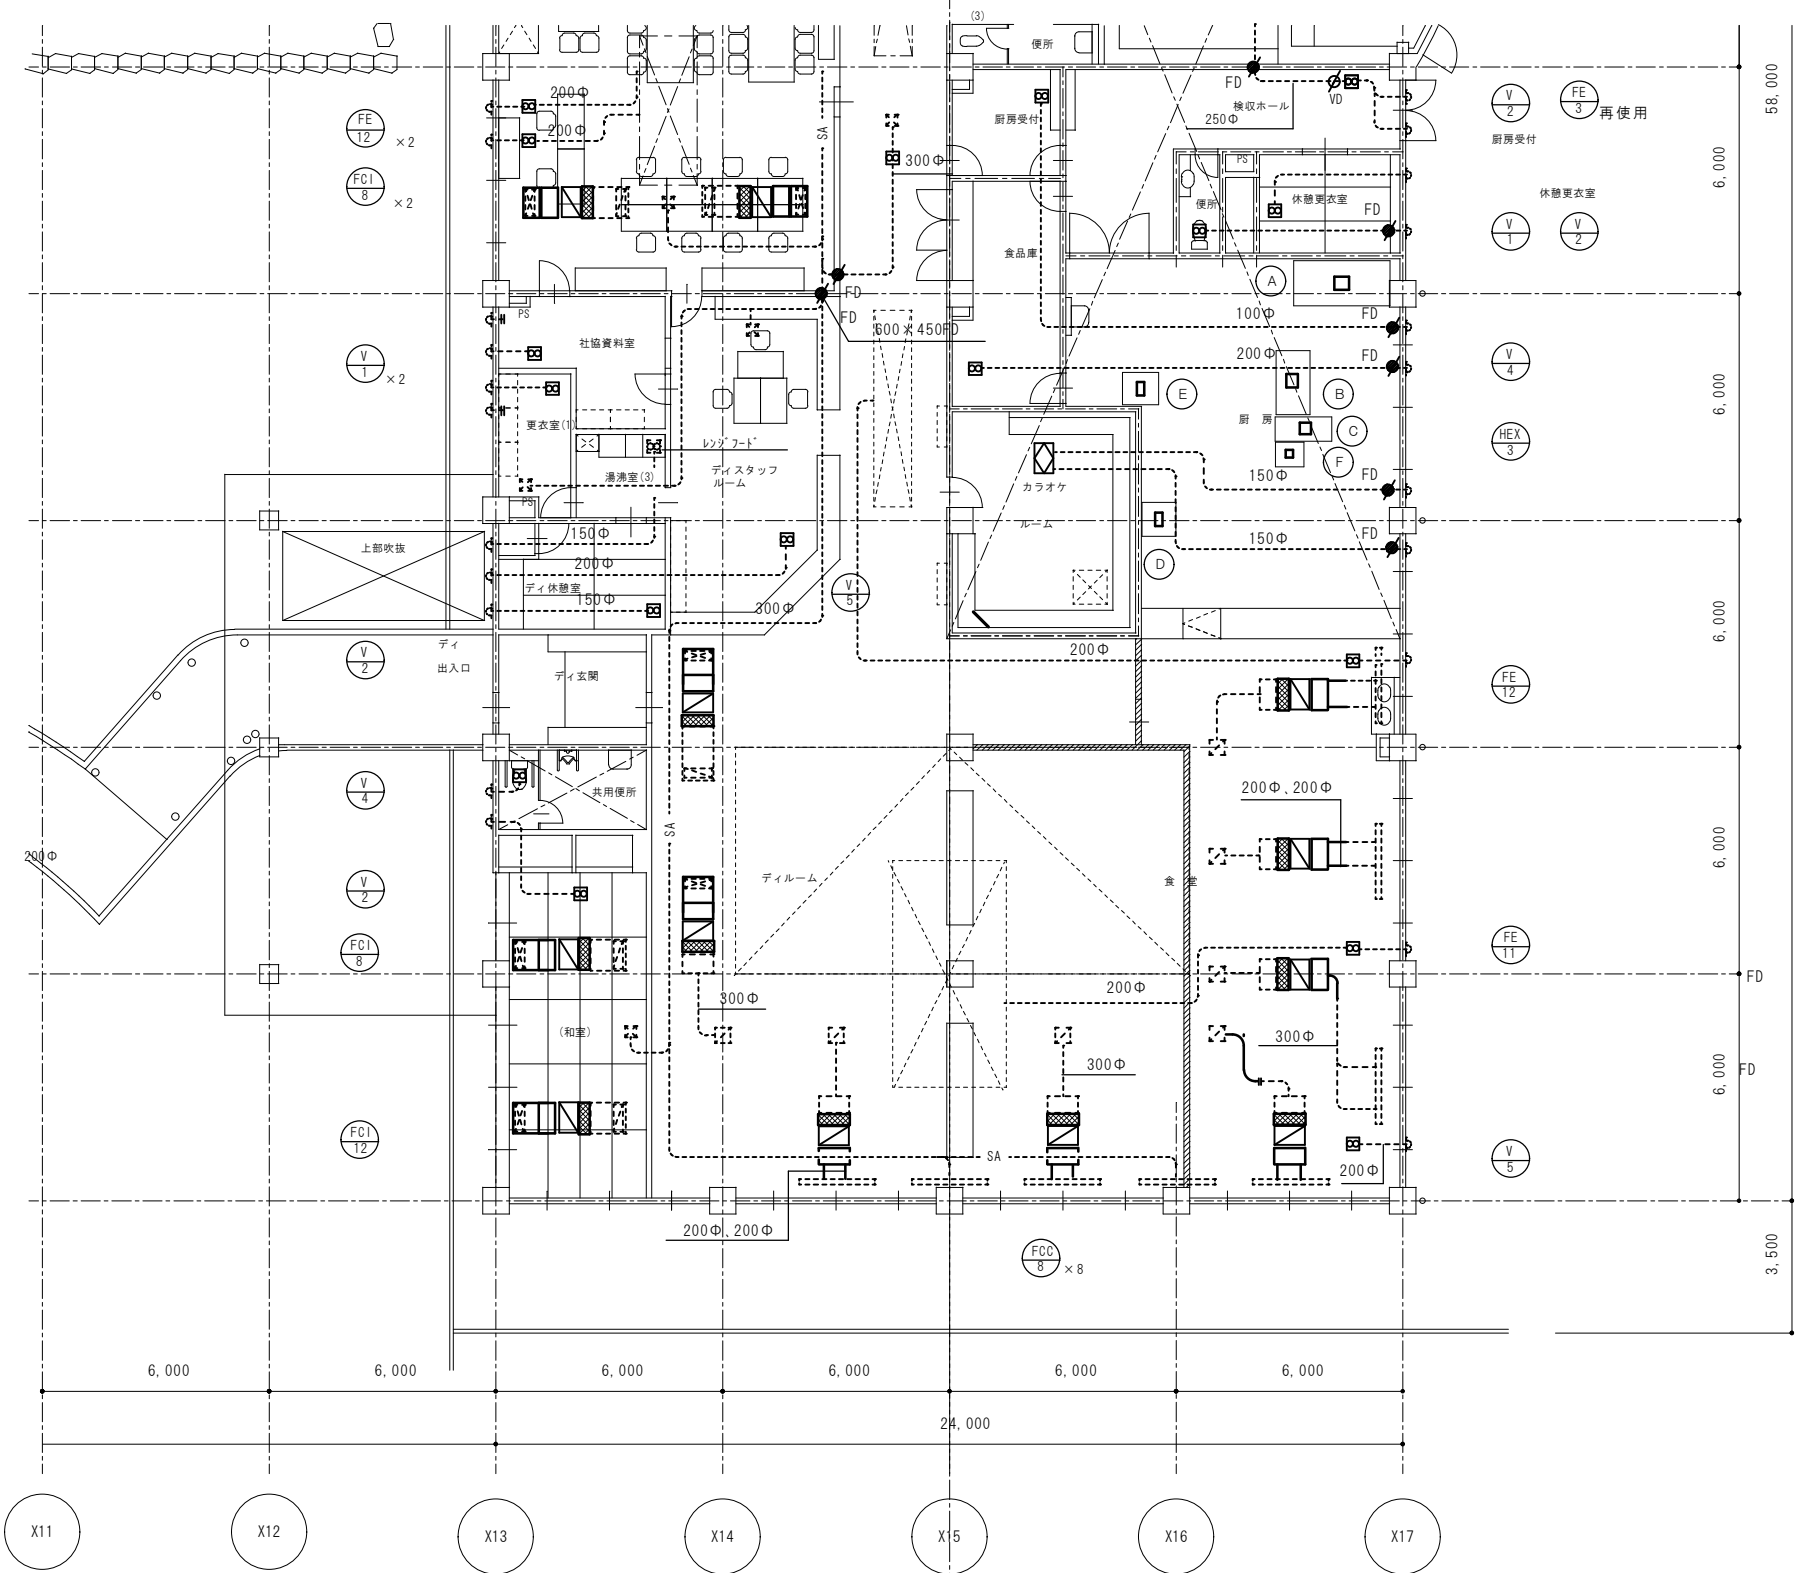 (3)
便所
FD
VD
検収ホール
250Φ
厨房受付
200Φ
200Φ
SA
300Φ
FE
12
×2
FCI
8
×2
V
2
FE
3
再使用
厨房受付
58,000
6,000
PS
便所
休憩更衣室
FD
休憩更衣室
V
1
V
2
食品庫
A
FD
FD
600×450FD
100Φ
FD
PS
社協資料室
V
1
×2
200Φ
FD
V
4
6,000
E
B
厨 房
C
F
HEX
3
更衣室(1)
レンジフード
湯沸室(3)
ディスタッフ
ルーム
PS
カラオケ
ルーム
150Φ
FD
150Φ
FD
D
上部吹抜
150Φ
200Φ
ディ休憩室
150Φ
300Φ
V
5
6,000
ディ
出入口
V
2
ディ玄関
200Φ
FE
12
V
4
共用便所
200Φ、200Φ
SA
200Φ
6,000
ディルーム
食 堂
V
2
FCI
8
FE
11
FD
200Φ
300Φ
(和室)
300Φ
300Φ
6,000
FD
FCI
12
SA
200Φ
V
5
200Φ、200Φ
FCC
8
×8
3,500
6,000
6,000
6,000
6,000
6,000
6,000
24,000
X11
X12
X13
X14
X15
X16
X17